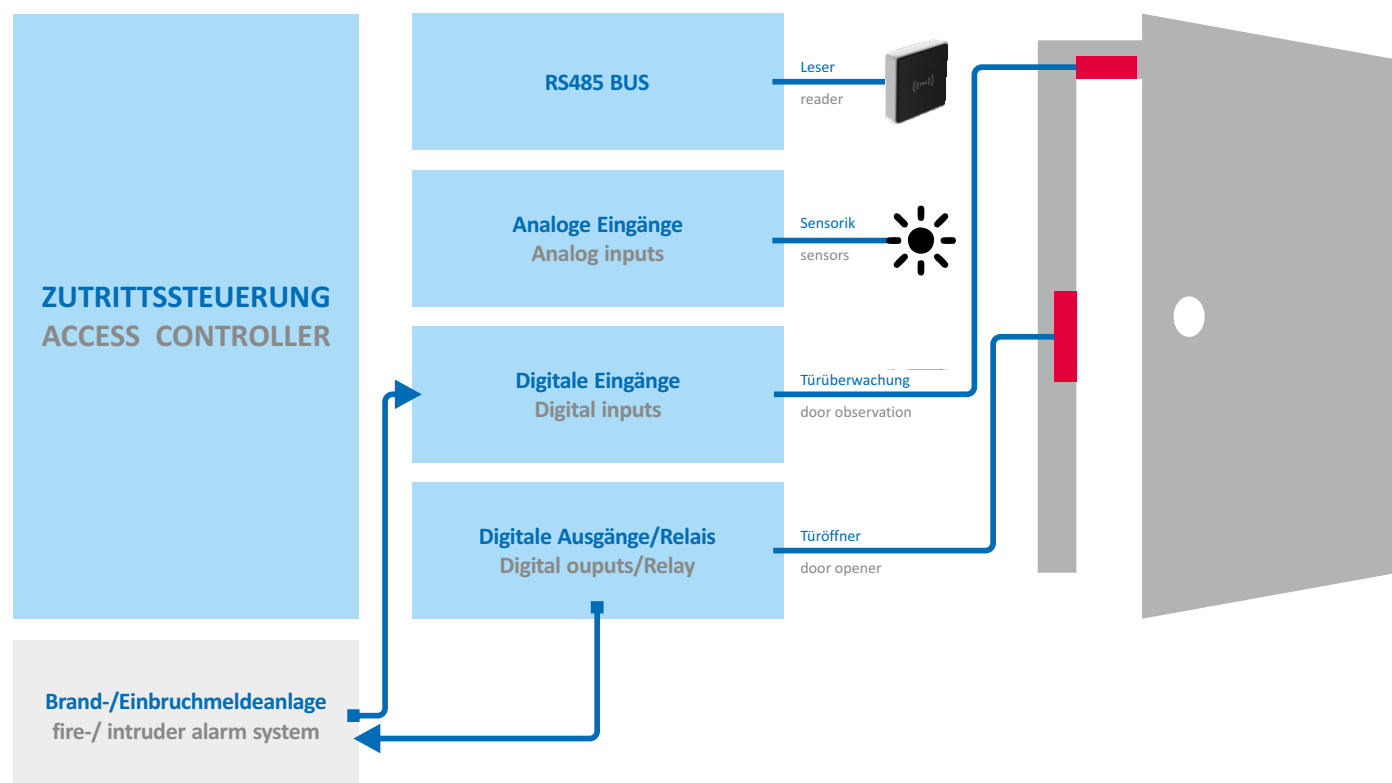 ZUTRITTSSTEUERUNG
ACCESS CONTROLLER
RS485 BUS
Leser
reader
Analoge Eingänge
Analog inputs
Sensorik
sensors
Digitale Eingänge
Digital inputs
Türüberwachung
door observation
Digitale Ausgänge/Relais
Digital ouputs/Relay
Türöffner
door opener
Brand-/Einbruchmeldeanlage
fire-/ intruder alarm system